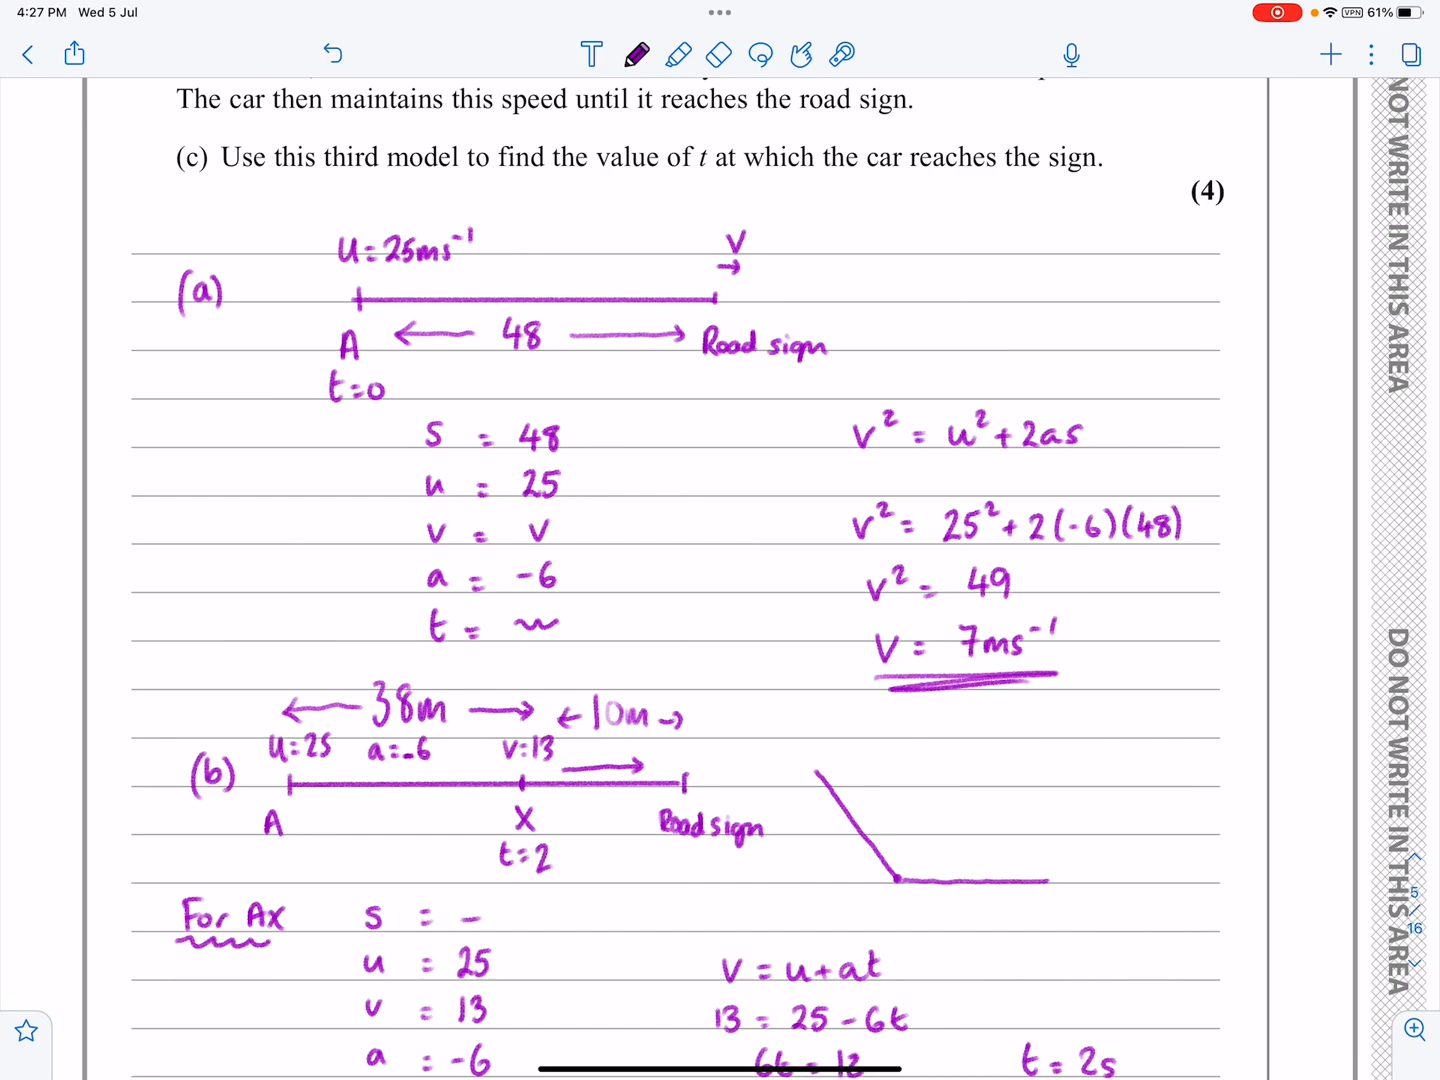 4:27 PM Wed 5 Jul
VPN 61%
The car then maintains this speed until it reaches the road sign.
(c) Use this third model to find the value of t at which the car reaches the sign.
(4)
u = 25ms⁻¹
v
(a)
A
48
Road sign
t=0
s = 48
u = 25
v = v
a = -6
t = ~
v² = u² + 2as
v² = 25² + 2(-6)(48)
v² = 49
v = 7ms⁻¹
38m
10m
u=25 a=-6 v=13
(b)
A
X
Road sign
t=2
For AX
s = -
u = 25
v = 13
a = -6
v = u+at
13 = 25 - 6t
6t = 12
t = 2s
NOT WRITE IN THIS AREA
DO NOT WRITE IN THIS AREA
5
/
16